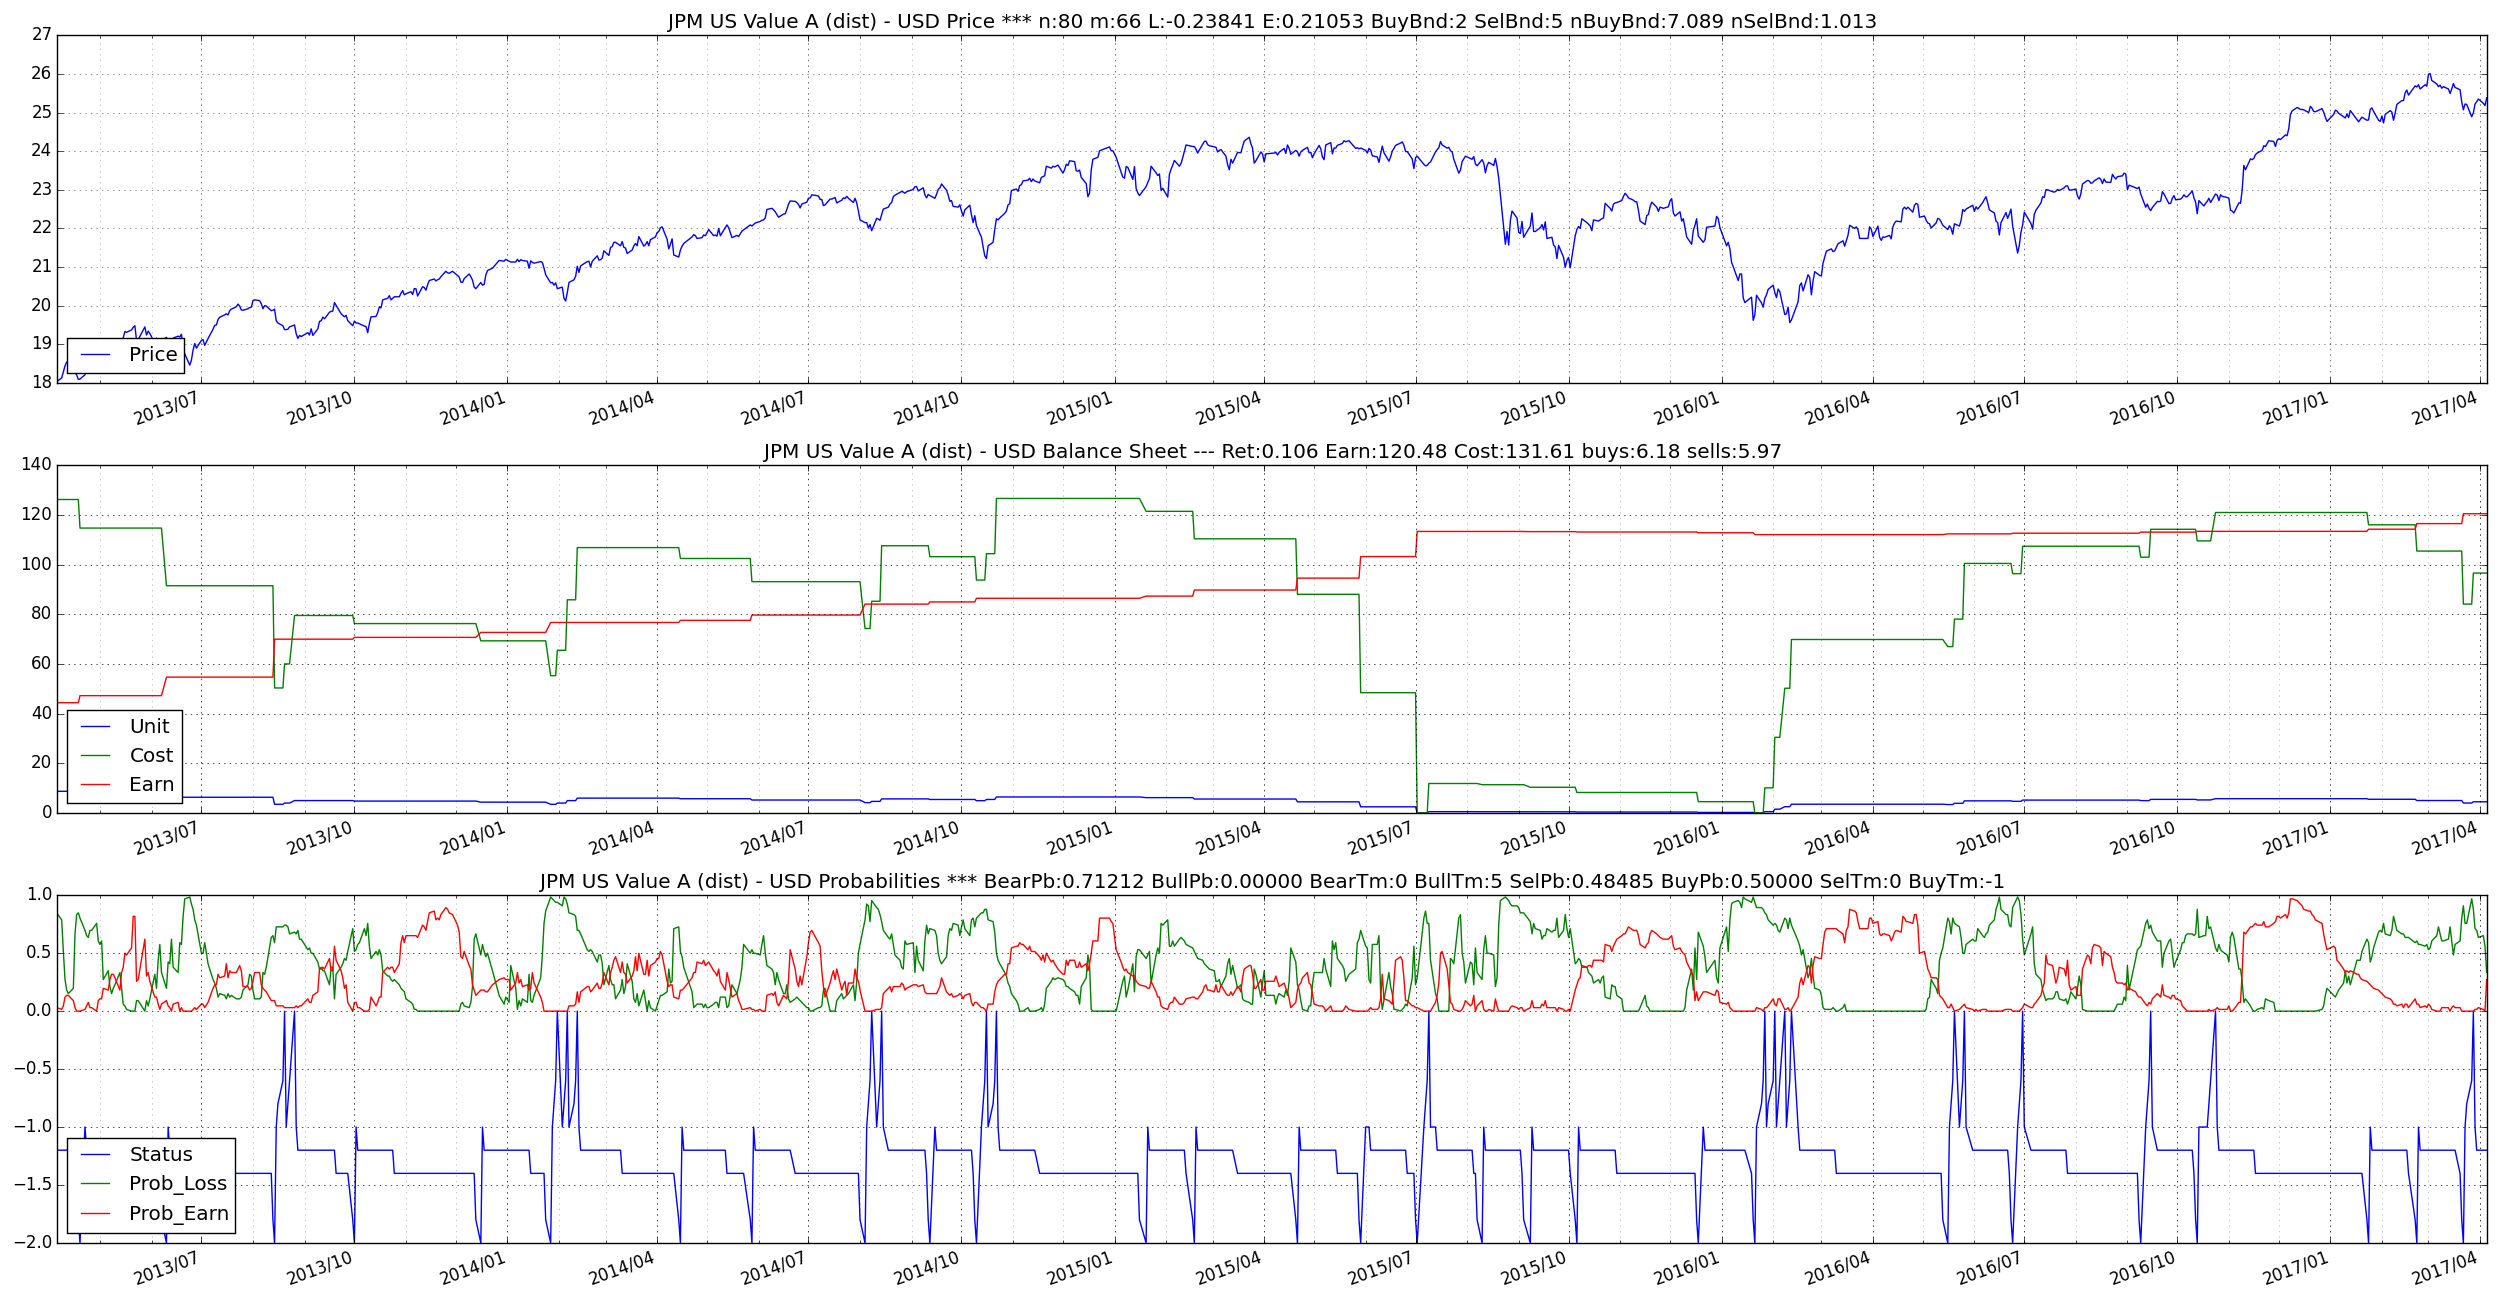 JPM US Value A (dist) - USD Price *** n:80 m:66 L:-0.23841 E:0.21053 BuyBnd:2 SelBnd:5 nBuyBnd:7.089 nSelBnd:1.013
27
26
25
24
23
22
21
20
19
18
Price
2013/07 2013/10 2014/01 2014/04 2014/07 2014/10 2015/01 2015/04 2015/07 2015/10 2016/01 2016/04 2016/07 2016/10 2017/01 2017/04
JPM US Value A (dist) - USD Balance Sheet --- Ret:0.106 Earn:120.48 Cost:131.61 buys:6.18 sells:5.97
140
120
100
80
60
40
20
0
Unit
Cost
Earn
2013/07 2013/10 2014/01 2014/04 2014/07 2014/10 2015/01 2015/04 2015/07 2015/10 2016/01 2016/04 2016/07 2016/10 2017/01 2017/04
JPM US Value A (dist) - USD Probabilities *** BearPb:0.71212 BullPb:0.00000 BearTm:0 BullTm:5 SelPb:0.48485 BuyPb:0.50000 SelTm:0 BuyTm:-1
1.0
0.5
0.0
−0.5
−1.0
−1.5
−2.0
Status
Prob_Loss
Prob_Earn
2013/07 2013/10 2014/01 2014/04 2014/07 2014/10 2015/01 2015/04 2015/07 2015/10 2016/01 2016/04 2016/07 2016/10 2017/01 2017/04